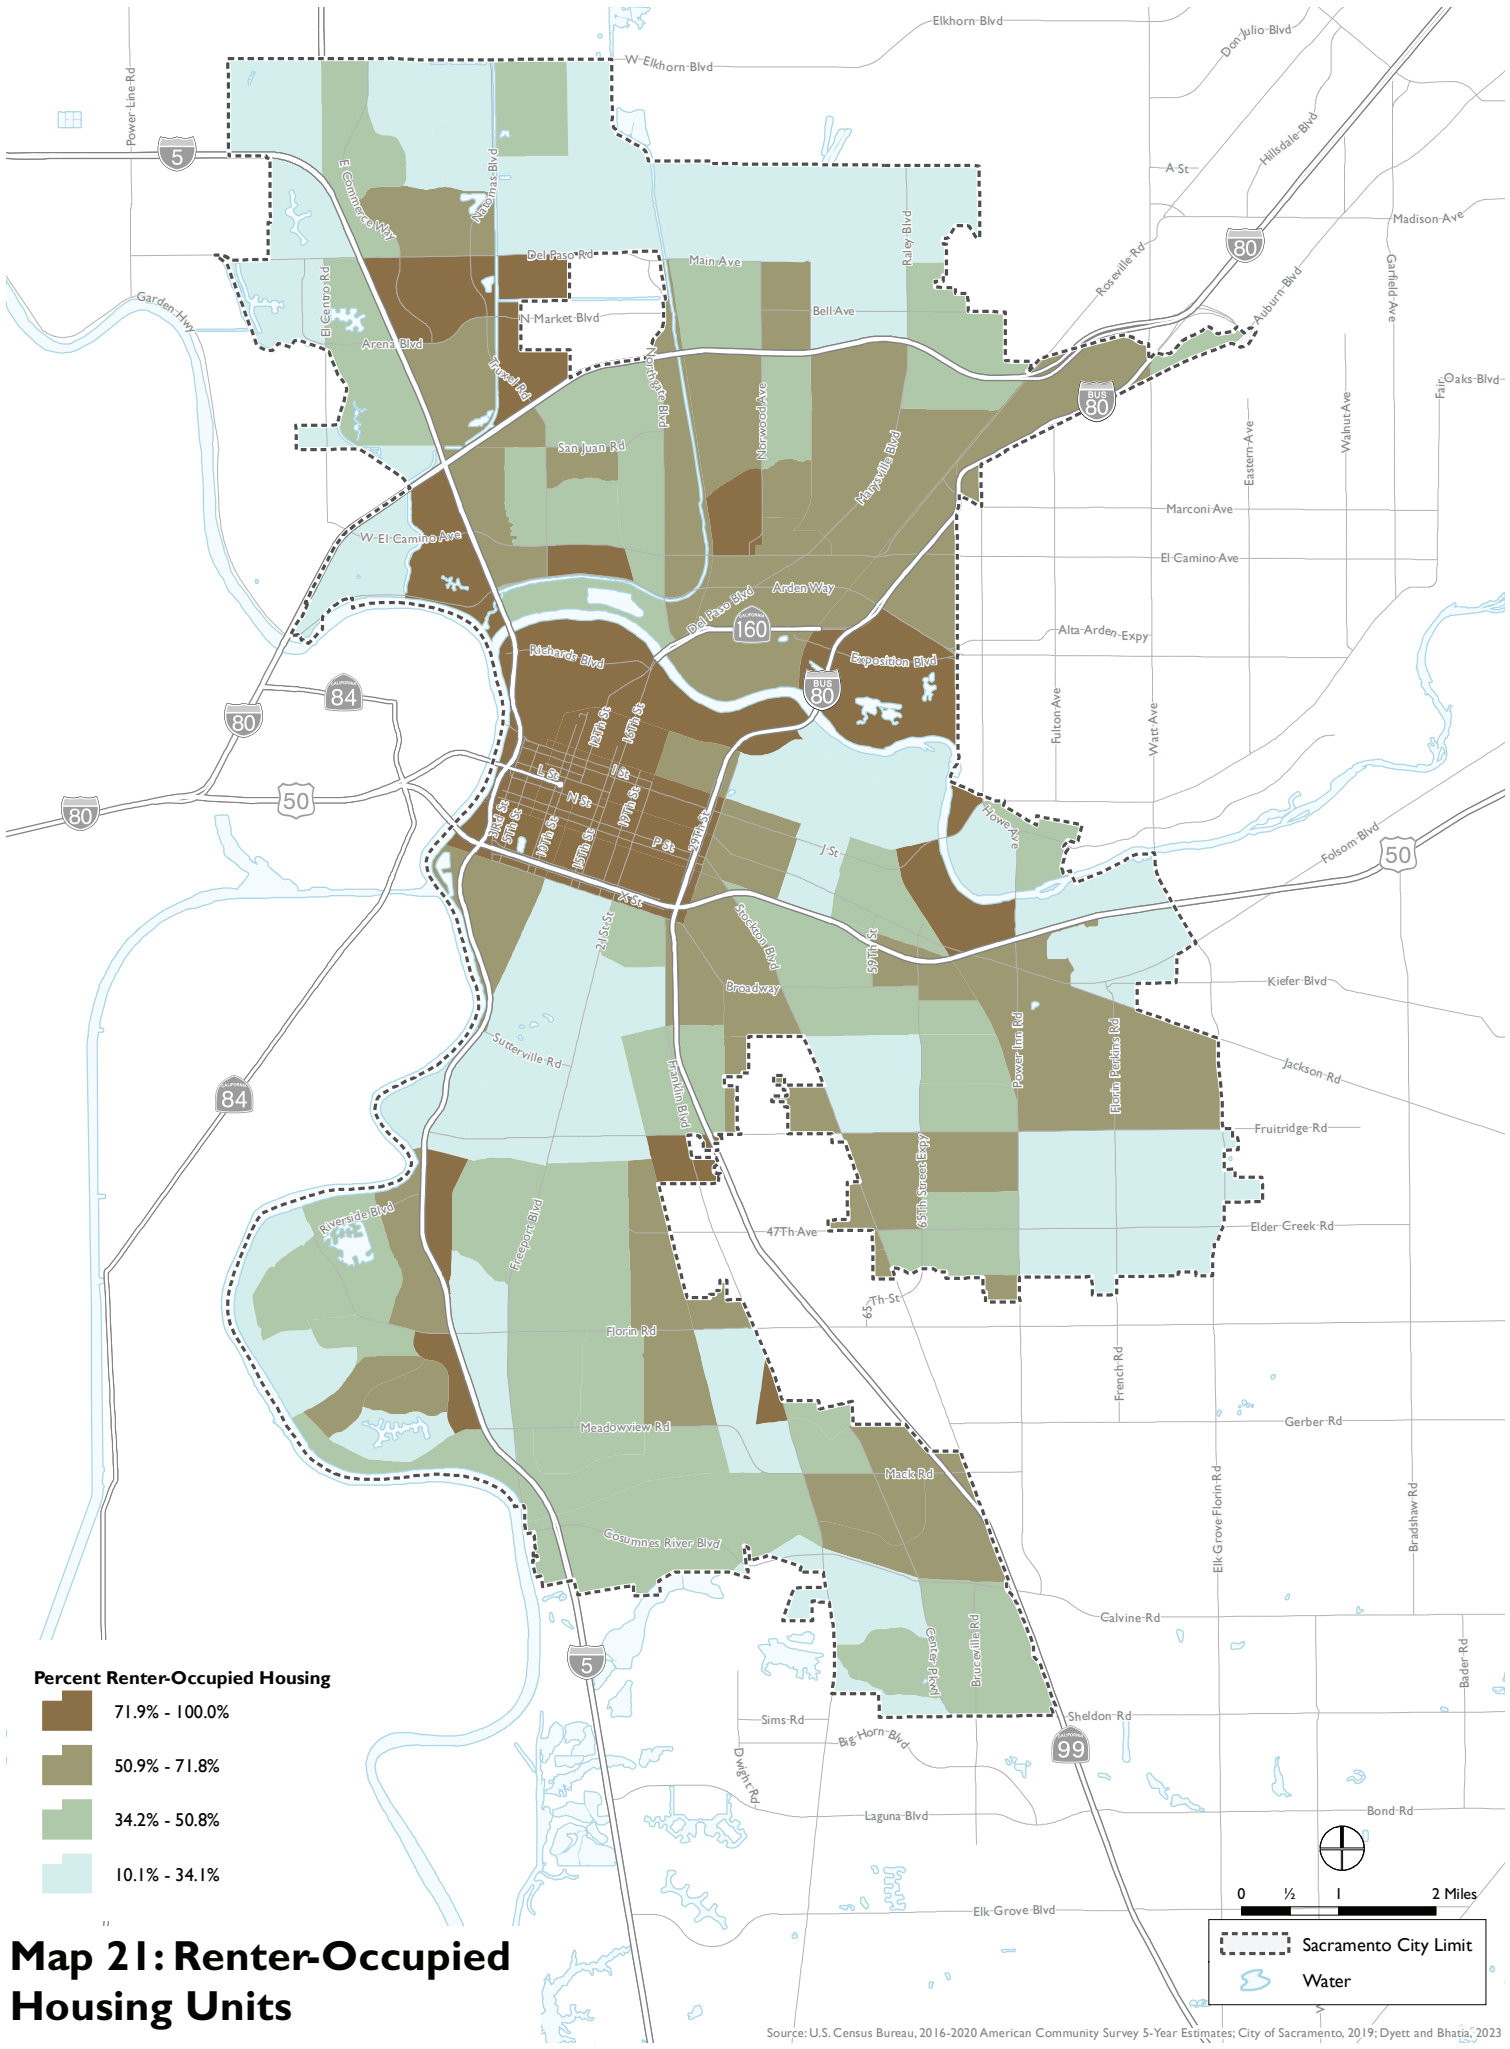 Elkhorn Blvd
Don Julio Blvd
W Elkhorn Blvd
Power Line Rd
Hillsdale Blvd
5
A St
E Commerce Way
Natomas Blvd
Raley Blvd
Madison Ave
80
Roseville Rd
Garfield Ave
Del Paso Rd
Main Ave
Auburn Blvd
Garden Hwy
El Centro Rd
N Market Blvd
Bell Ave
Arena Blvd
Truxel Rd
Northgate Blvd
Norwood Ave
Fair Oaks Blvd
BUS
80
Walnut Ave
Eastern Ave
San Juan Rd
Marysville Blvd
Marconi Ave
W El Camino Ave
El Camino Ave
Arden Way
Del Paso Blvd
CALIFORNIA
160
Alta Arden Expy
Richards Blvd
Exposition Blvd
CALIFORNIA
84
BUS
80
80
Fulton Ave
Watt Ave
12Th St
16Th St
L St
I St
N St
50
80
3Rd St
5Th St
10Th St
15Th St
19Th St
P St
29Th St
J St
Howe Ave
Folsom Blvd
50
X St
21St St
Stockton Blvd
59Th St
Broadway
Kiefer Blvd
Sutterville Rd
Franklin Blvd
Power Inn Rd
Florin Perkins Rd
Jackson Rd
CALIFORNIA
84
Fruitridge Rd
65Th Street Expy
Riverside Blvd
Freeport Blvd
47Th Ave
Elder Creek Rd
65Th St
Florin Rd
French Rd
Meadowview Rd
Gerber Rd
Mack Rd
Elk Grove Florin Rd
Bradshaw Rd
Cosumnes River Blvd
Calvine Rd
Center Pkwy
Bruceville Rd
Bader Rd
5
Sims Rd
Sheldon Rd
Big Horn Blvd
CALIFORNIA
99
Dwight Rd
Laguna Blvd
Bond Rd
Elk Grove Blvd
Percent Renter-Occupied Housing
71.9% - 100.0%
50.9% - 71.8%
34.2% - 50.8%
10.1% - 34.1%
0 ½ 1 2 Miles
Sacramento City Limit
Water
Map 21: Renter-Occupied
Housing Units
Source: U.S. Census Bureau, 2016-2020 American Community Survey 5-Year Estimates; City of Sacramento, 2019; Dyett and Bhatia, 2023